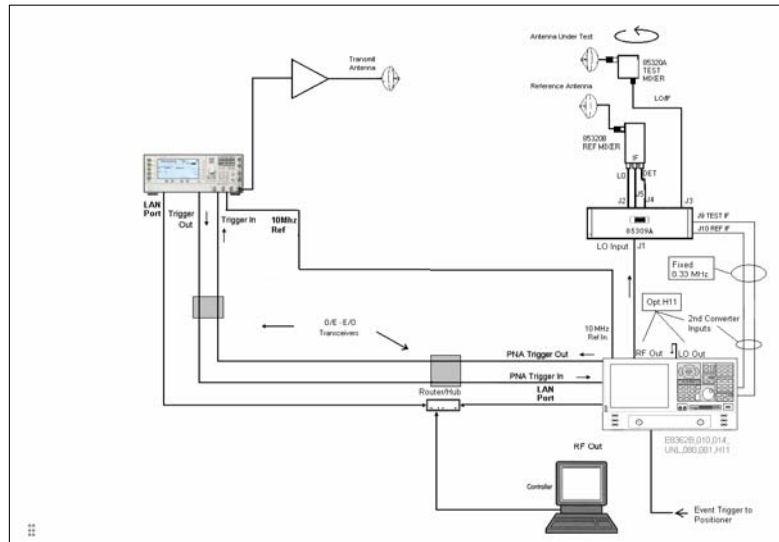 Antenna Under Test
Transmit
Antenna
85320A
TEST
MIXER
Reference Antenna
LO/IF
85320B
REF MIXER
IF
LO
DET
J2
J5
J4
J3
85309A
J9 TEST IF
J10 REF IF
LO Input
J1
LAN
Port
Trigger
Out
Trigger In
10Mhz
Ref
Fixed
0.33 MHz
Opt.H11
2nd Converter
Inputs
O/E - E/O
Transceivers
10 MHz
Ref In
RF Out
LO Out
PNA Trigger Out
PNA Trigger In
LAN
Port
Router/Hub
E8362B,010,014,
UNL,080,081,H11
RF Out
Controller
Event Trigger to
Positioner